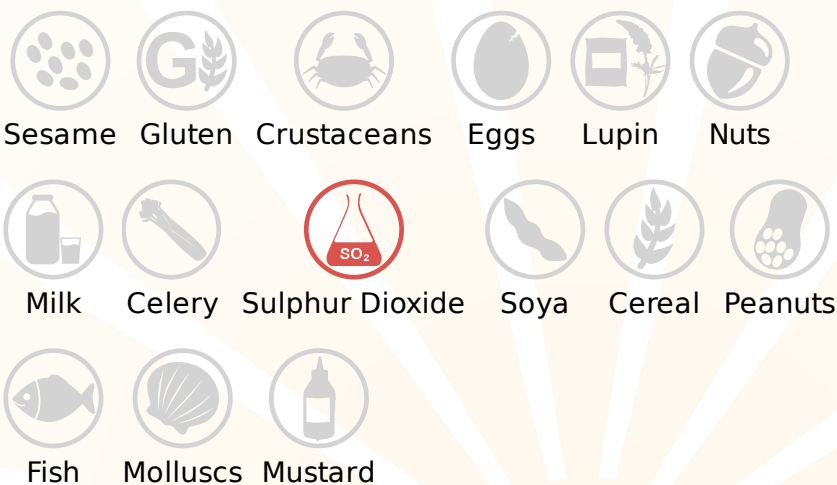 G
Sesame Gluten Crustaceans Eggs Lupin Nuts
SO₂
Milk Celery Sulphur Dioxide Soya Cereal Peanuts
Fish Molluscs Mustard